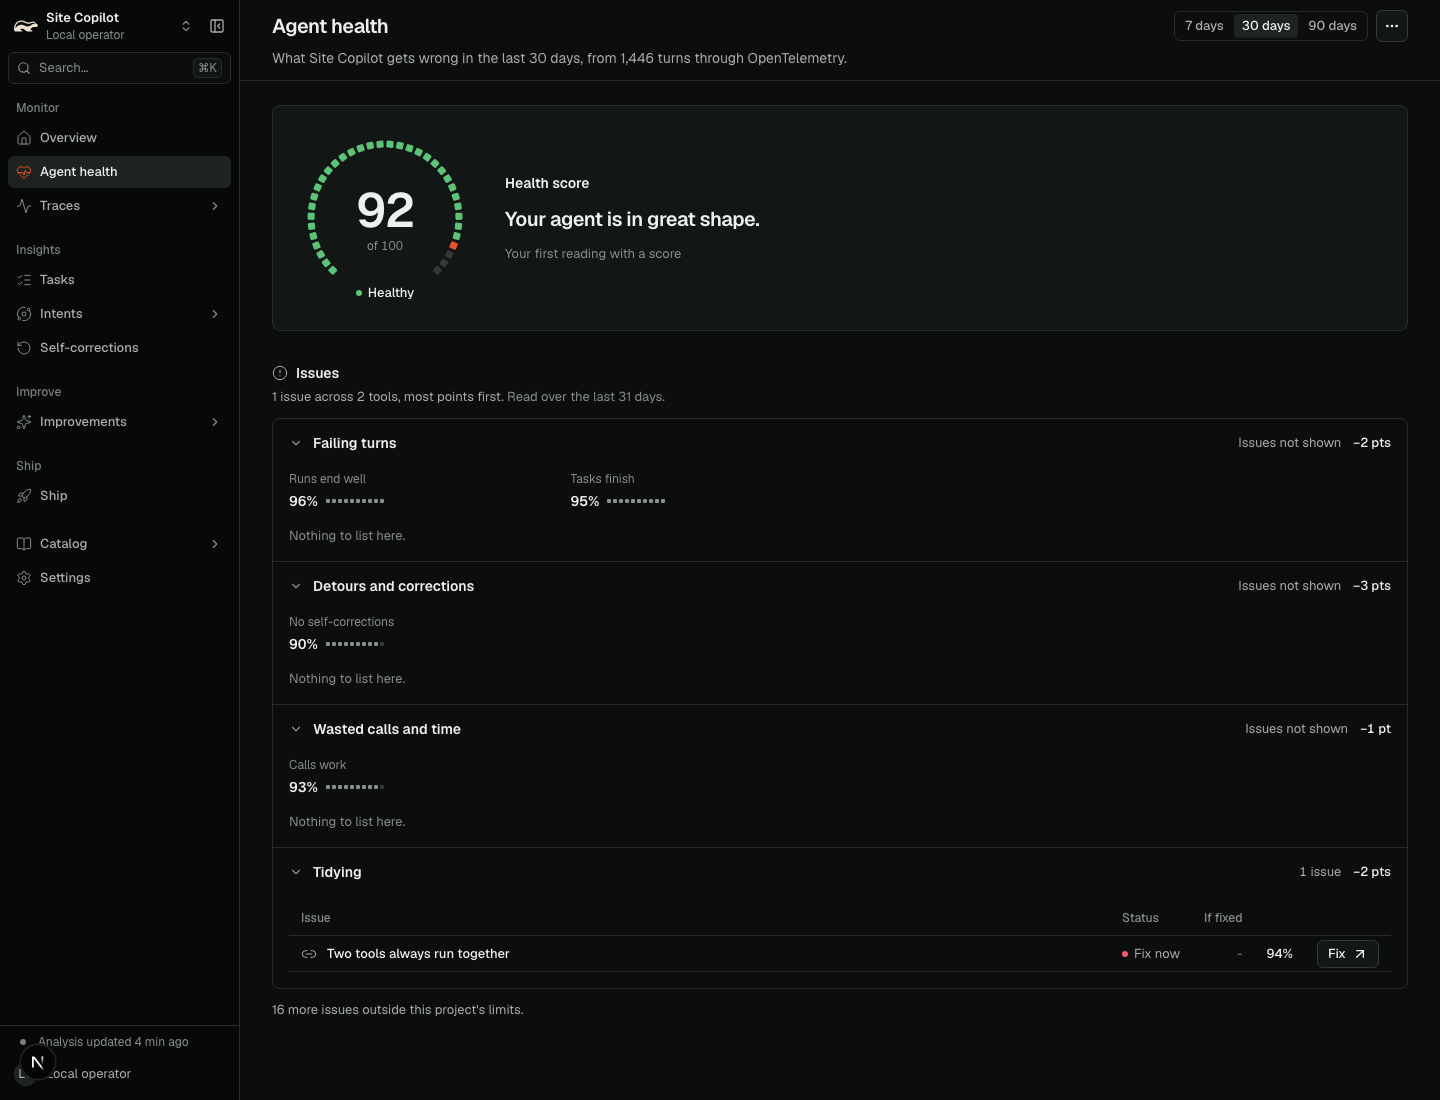 Site Copilot
Local operator
Search...
⌘K
Monitor
Overview
Agent health
Traces
Insights
Tasks
Intents
Self-corrections
Improve
Improvements
Ship
Ship
Catalog
Settings
Analysis updated 4 min ago
N
Local operator
Agent health
7 days
30 days
90 days
What Site Copilot gets wrong in the last 30 days, from 1,446 turns through OpenTelemetry.
92
of 100
Healthy
Health score
Your agent is in great shape.
Your first reading with a score
Issues
1 issue across 2 tools, most points first. Read over the last 31 days.
Failing turns
Issues not shown −2 pts
Runs end well
Tasks finish
96%
95%
Nothing to list here.
Detours and corrections
Issues not shown −3 pts
No self-corrections
90%
Nothing to list here.
Wasted calls and time
Issues not shown −1 pt
Calls work
93%
Nothing to list here.
Tidying
1 issue −2 pts
Issue
Status
If fixed
Two tools always run together
Fix now
-
94%
Fix
16 more issues outside this project's limits.